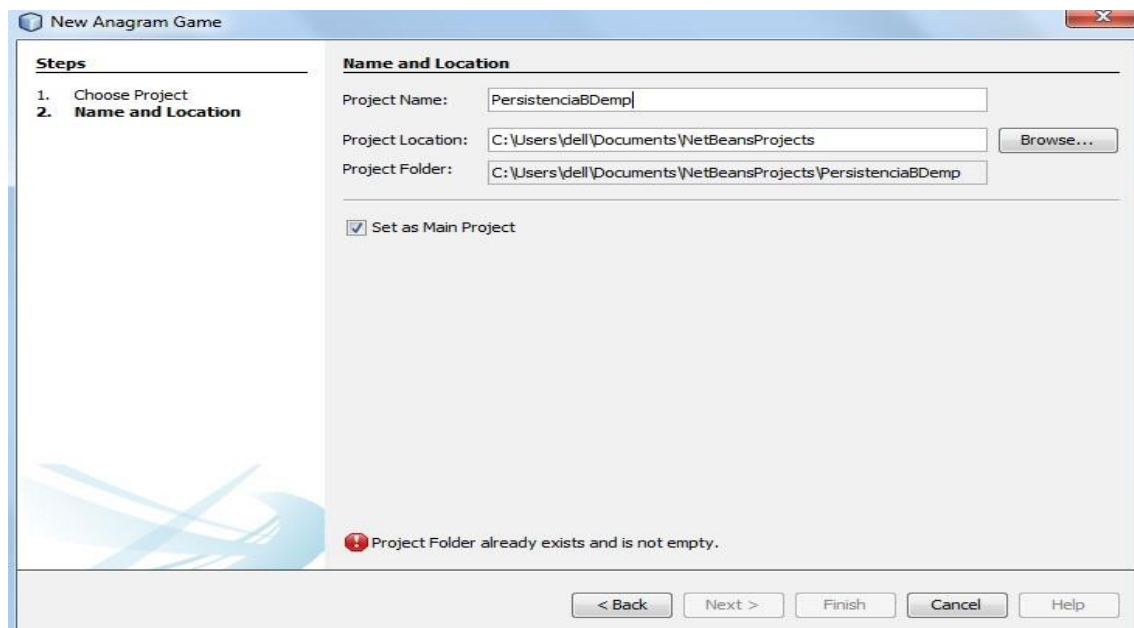 New Anagram Game
Steps
1. Choose Project
2. Name and Location
Name and Location
Project Name: PersistenciaBDemp
Project Location: C:\Users\dell\Documents\NetBeansProjects Browse...
Project Folder: C:\Users\dell\Documents\NetBeansProjects\PersistenciaBDemp
Set as Main Project
Project Folder already exists and is not empty.
< Back Next > Finish Cancel Help